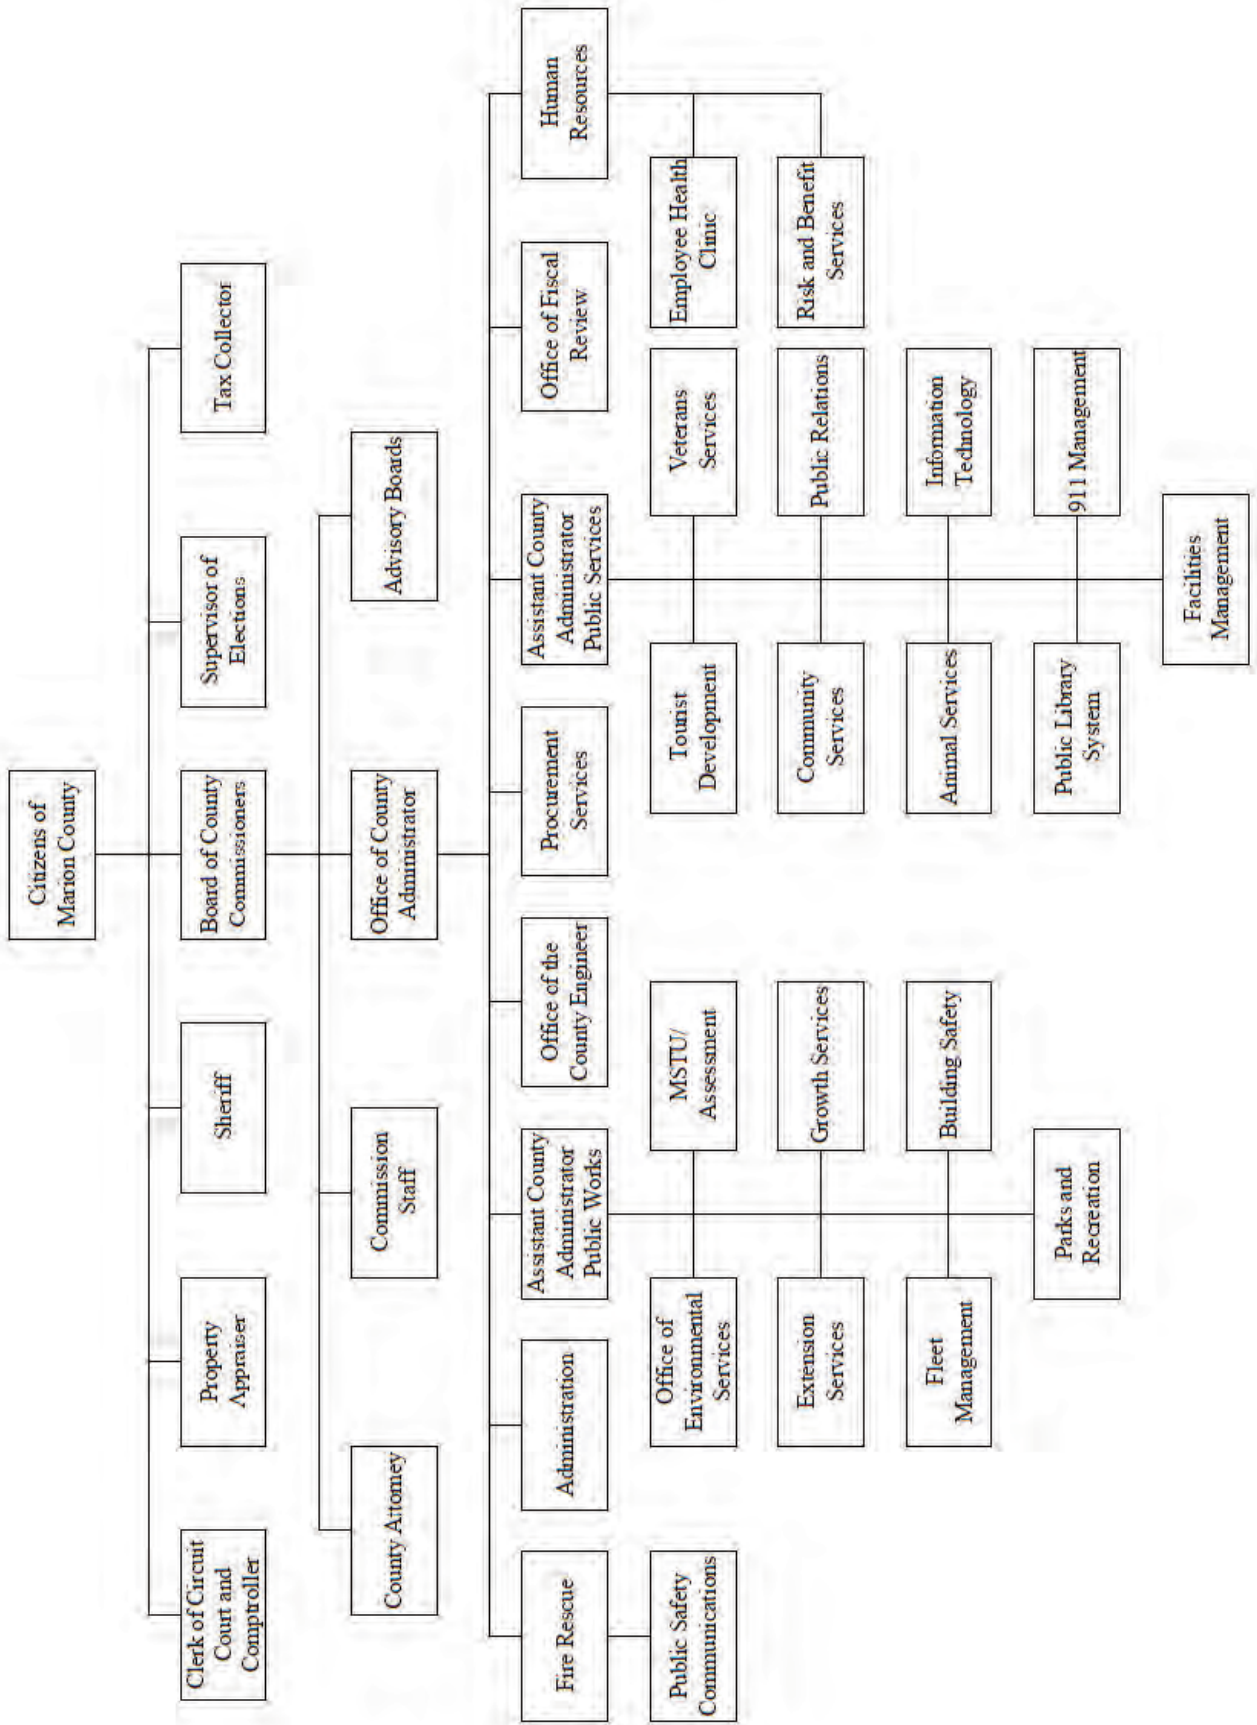 Citizens of
Marion County
Clerk of Circuit
Court and
Comptroller
Property
Appraiser
Sheriff
Board of County
Commissioners
Supervisor of
Elections
Tax Collector
County Attorney
Commission
Staff
Office of County
Administrator
Advisory Boards
Fire Rescue
Administration
Assistant County
Administrator
Public Works
Office of the
County Engineer
Procurement
Services
Assistant County
Administrator
Public Services
Office of Fiscal
Review
Human
Resources
Public Safety
Communications
Office of
Environmental
Services
MSTU/
Assessment
Tourist
Development
Veterans
Services
Employee Health
Clinic
Extension
Services
Growth Services
Community
Services
Public Relations
Risk and Benefit
Services
Fleet
Management
Building Safety
Animal Services
Information
Technology
Parks and
Recreation
Public Library
System
911 Management
Facilities
Management